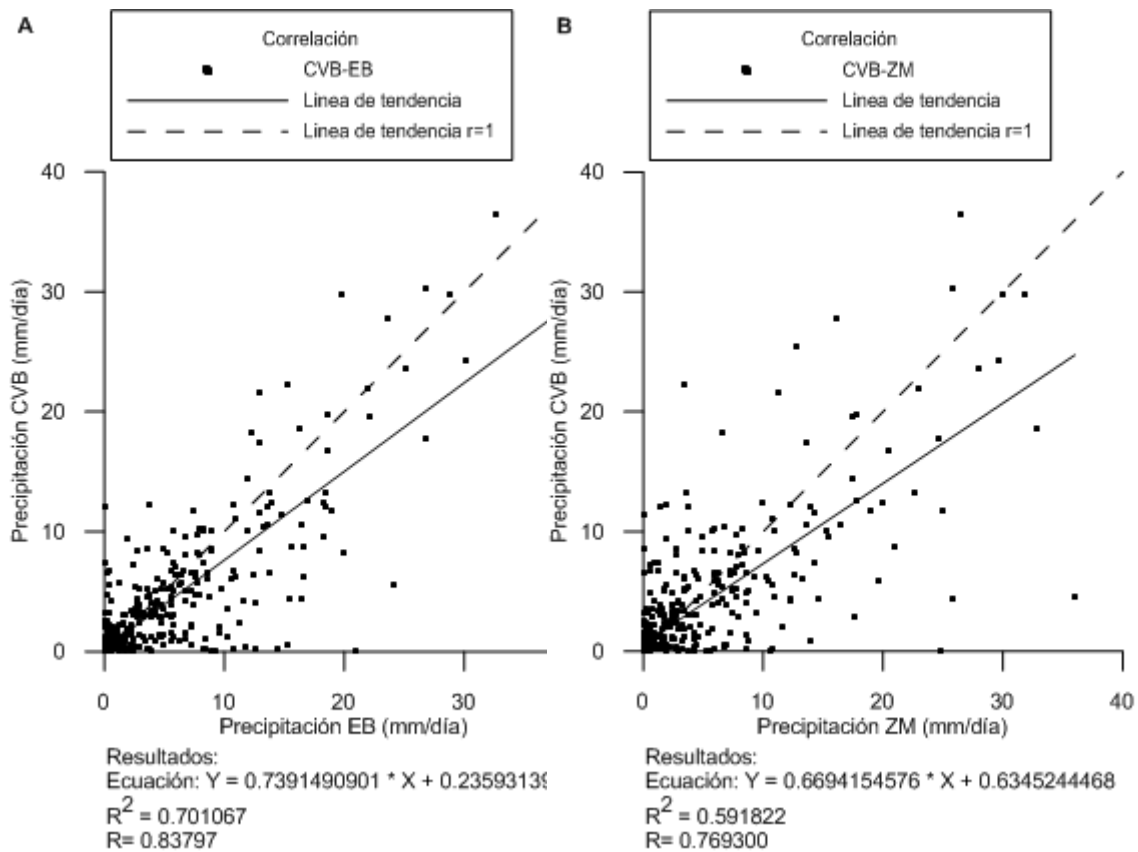 A
Correlación
CVB-EB
Linea de tendencia
Linea de tendencia r=1
40
30
20
10
0
Precipitación CVB (mm/día)
0 10 20 30
Precipitación EB (mm/día)
Resultados:
Ecuación: Y = 0.7391490901 * X + 0.23593139
R² = 0.701067
R= 0.83797
B
Correlación
CVB-ZM
Linea de tendencia
Linea de tendencia r=1
40
30
20
10
0
Precipitación CVB (mm/día)
0 10 20 30 40
Precipitación ZM (mm/día)
Resultados:
Ecuación: Y = 0.6694154576 * X + 0.6345244468
R² = 0.591822
R= 0.769300